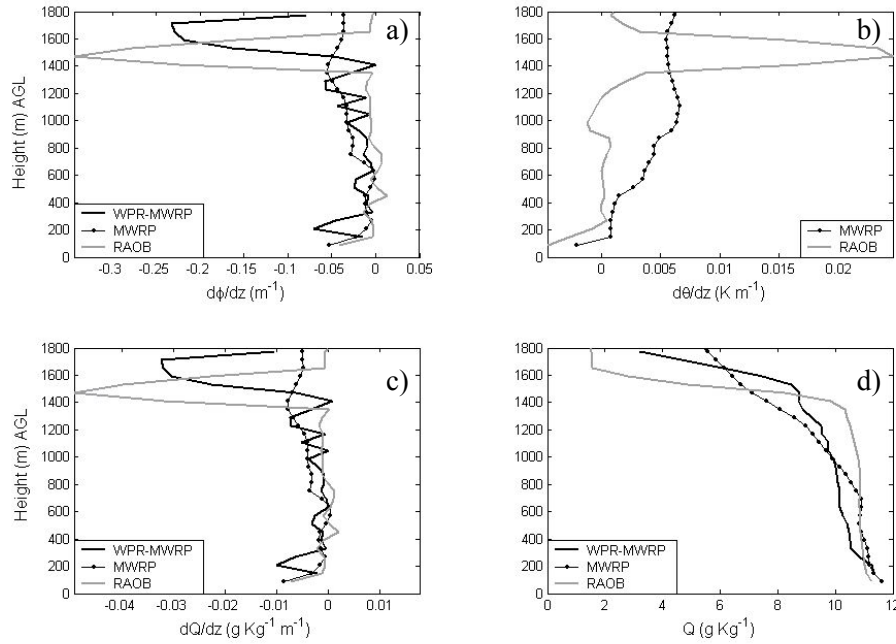 a)
Height (m) AGL
1800
1600
1400
1200
1000
800
600
400
200
0
WPR-MWRP
MWRP
RAOB
-0.3 -0.25 -0.2 -0.15 -0.1 -0.05 0 0.05
dϕ/dz (m⁻¹)
b)
1800
1600
1400
1200
1000
800
600
400
200
0
MWRP
RAOB
0 0.005 0.01 0.015 0.02
dθ/dz (K m⁻¹)
c)
Height (m) AGL
1800
1600
1400
1200
1000
800
600
400
200
0
WPR-MWRP
MWRP
RAOB
-0.04 -0.03 -0.02 -0.01 0 0.01
dQ/dz (g Kg⁻¹ m⁻¹)
d)
1800
1600
1400
1200
1000
800
600
400
200
0
WPR-MWRP
MWRP
RAOB
0 2 4 6 8 10 12
Q (g Kg⁻¹)